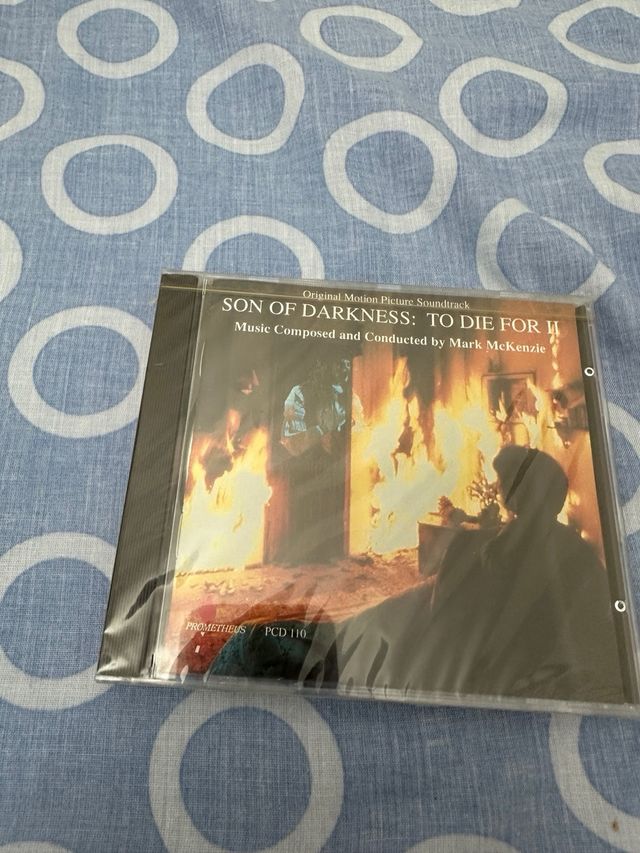 Original Motion Picture Soundtrack
SON OF DARKNESS: TO DIE FOR II
Music Composed and Conducted by Mark McKenzie
PROMETHEUS PCD 110